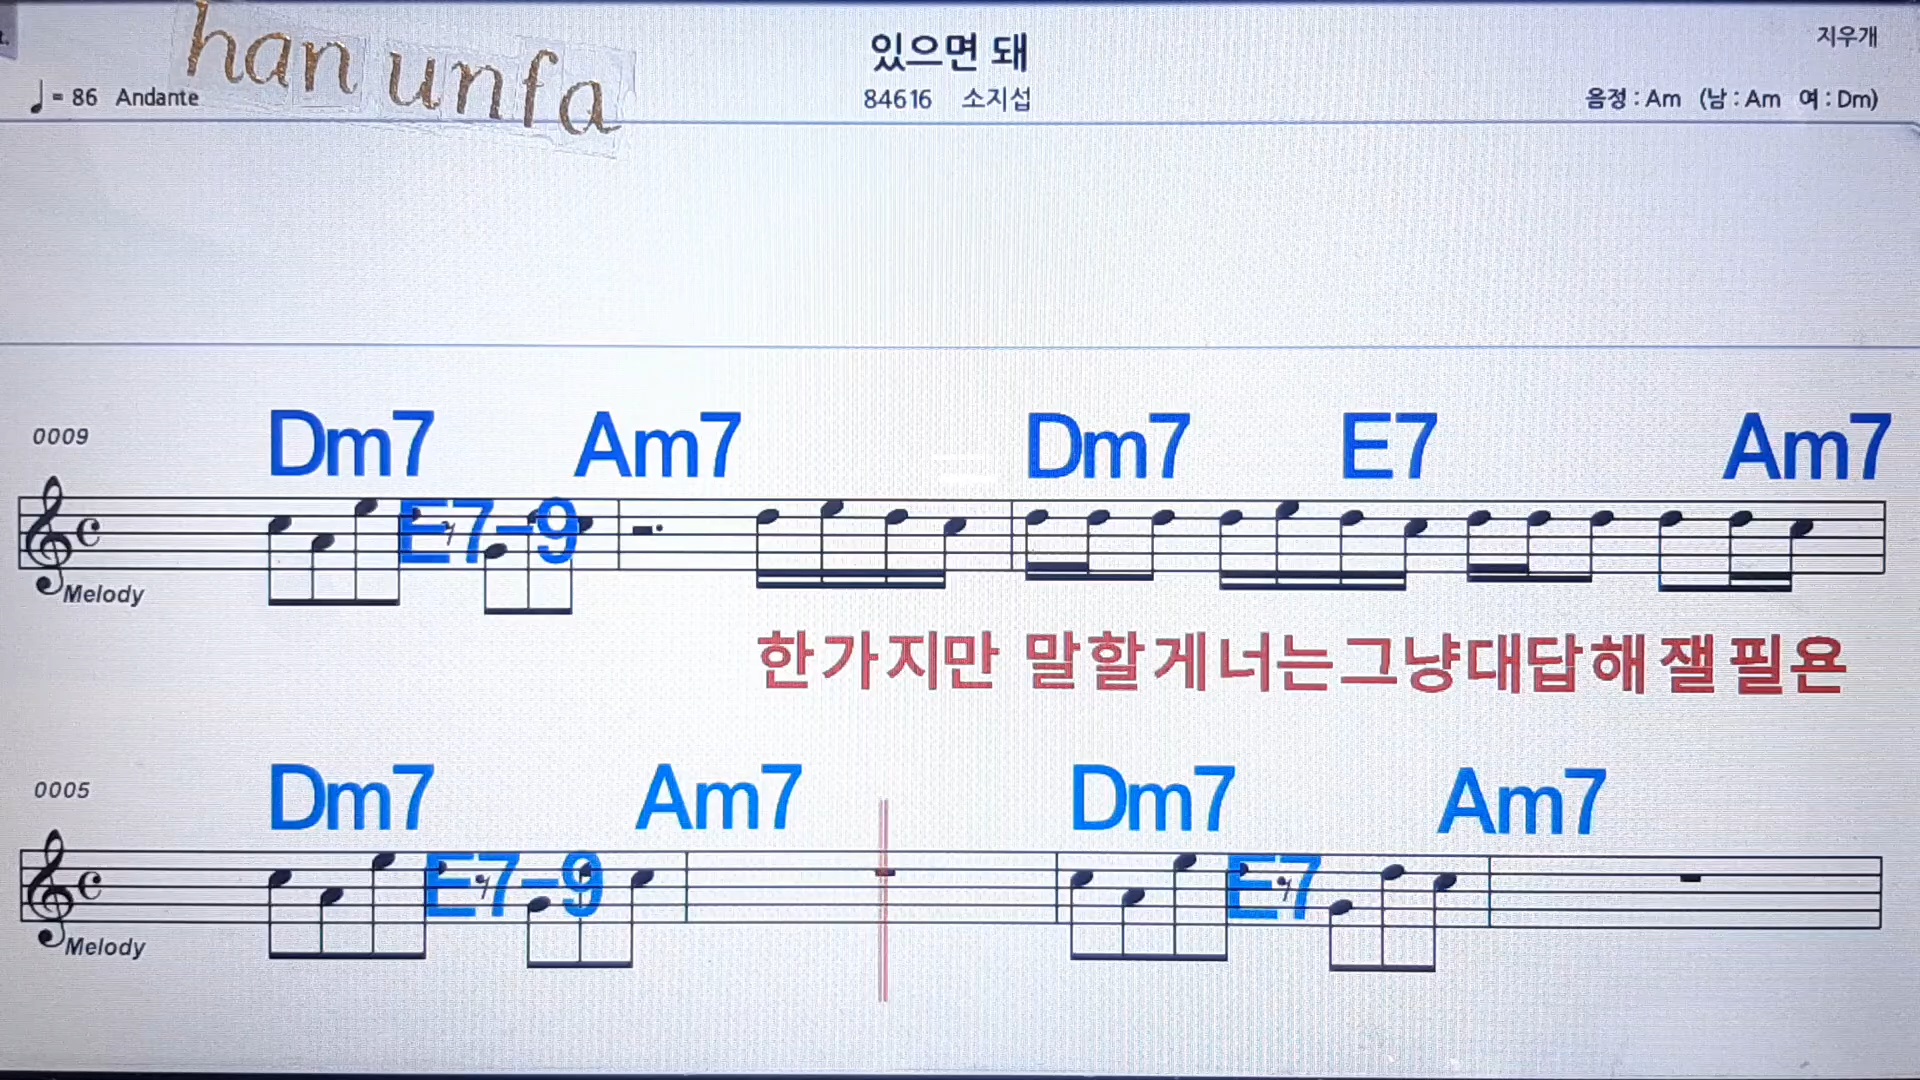 han unfa
있으면 돼
지우개
♩= 86 Andante
84616 소지섭
음정 : Am (남 : Am 여 : Dm)
Dm7 Am7 Dm7 E7 Am7
0009
E7-9
Melody
한가지만 말할게너는그냥대답해잴필욘
Dm7 Am7 Dm7 Am7
0005
E7-9 E7
Melody